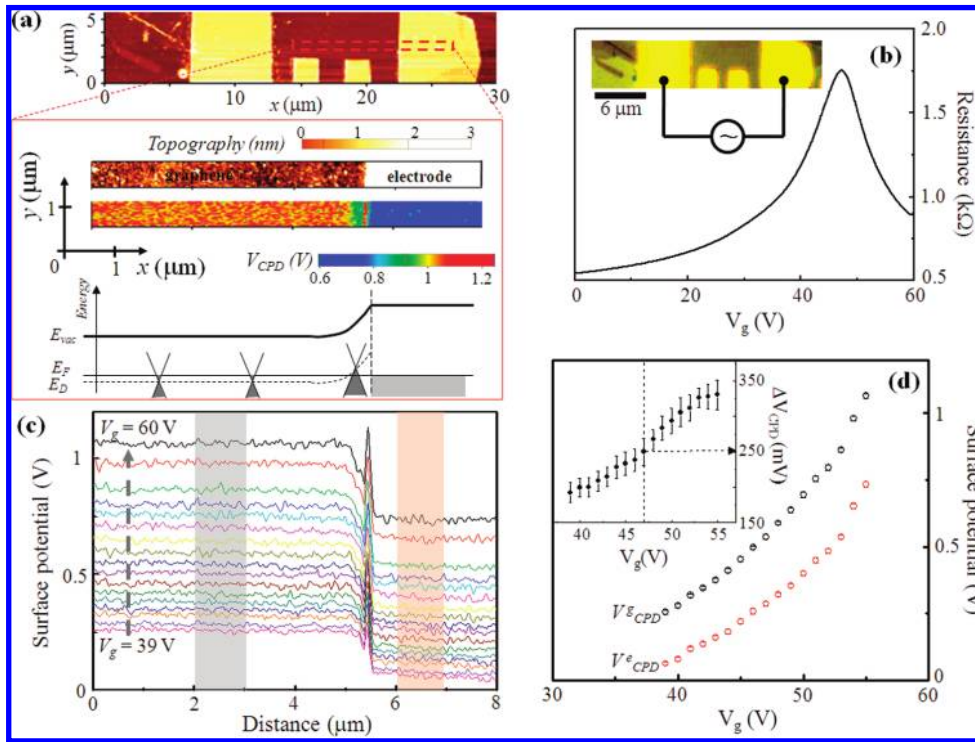 (a)
y (μm)
5
0
0
10
20
30
x (μm)
Topography (nm)
0
1
2
3
graphene
electrode
y (μm)
1
0
1
x (μm)
V_CPD (V)
0.6
0.8
1
1.2
Energy
E_vac
E_F
E_D
(b)
6 μm
~
2.0
1.5
1.0
0.5
Resistance (kΩ)
0
20
40
60
V_g (V)
(c)
V_g = 60 V
V_g = 39 V
Surface potential (V)
1
0.5
0
0
2
4
6
8
Distance (μm)
(d)
350
250
150
ΔV_CPD (mV)
40
45
50
55
V_g(V)
V^g_CPD
V^e_CPD
1
0.5
0
Surface potential (V)
30
40
50
60
V_g (V)